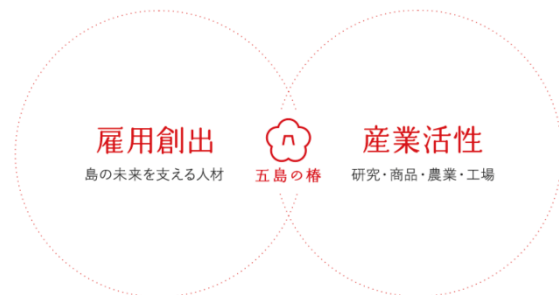 雇用創出
島の未来を支える人材
五島の椿
産業活性
研究・商品・農業・工場